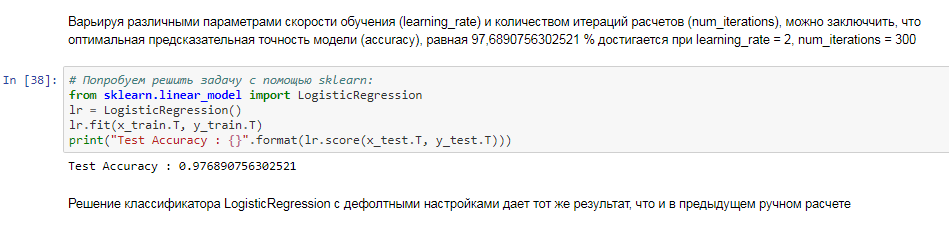 Варьируя различными параметрами скорости обучения (learning_rate) и количеством итераций расчетов (num_iterations), можно заключчить, что
оптимальная предсказательная точность модели (accuracy), равная 97,6890756302521 % достигается при learning_rate = 2, num_iterations = 300
In [38]: # Попробуем решить задачу с помощью sklearn:
from sklearn.linear_model import LogisticRegression
lr = LogisticRegression()
lr.fit(x_train.T, y_train.T)
print("Test Accuracy : {}".format(lr.score(x_test.T, y_test.T)))
Test Accuracy : 0.976890756302521
Решение классификатора LogisticRegression с дефолтными настройками дает тот же результат, что и в предыдущем ручном расчете